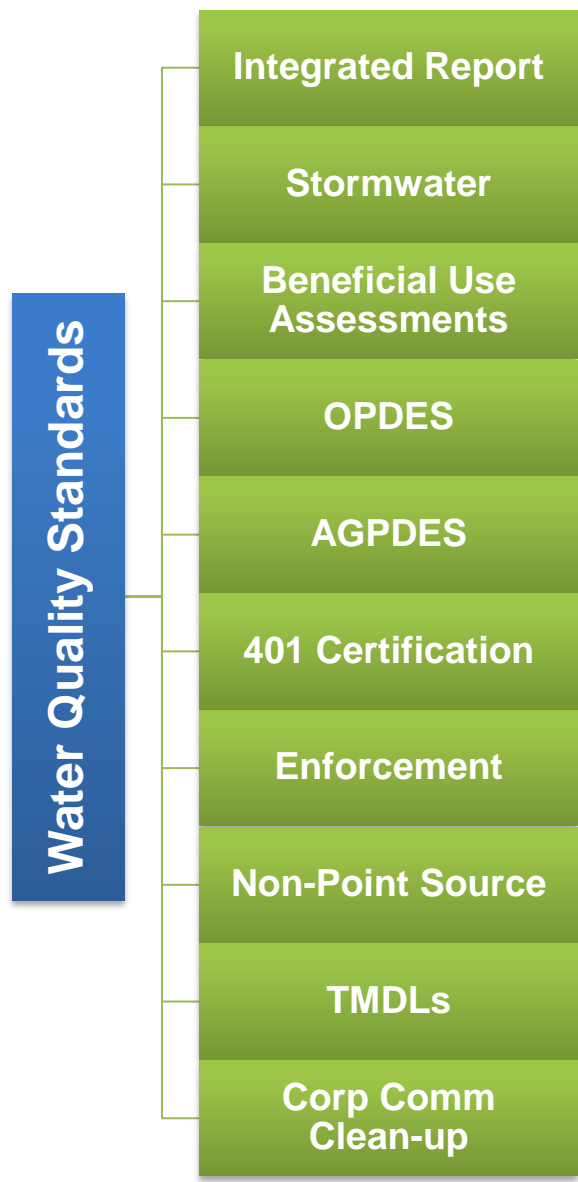 Water Quality Standards
Integrated Report
Stormwater
Beneficial Use
Assessments
OPDES
AGPDES
401 Certification
Enforcement
Non-Point Source
TMDLs
Corp Comm
Clean-up